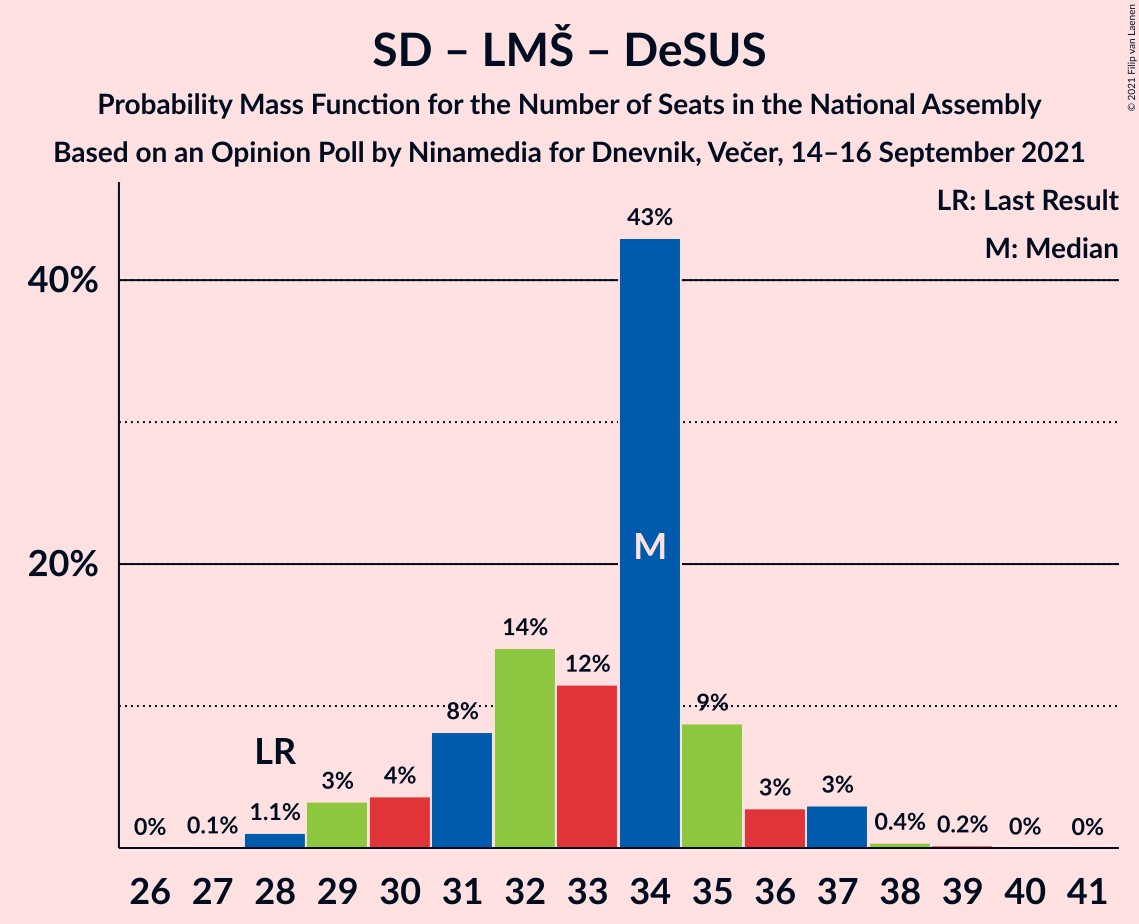 SD – LMŠ – DeSUS
Probability Mass Function for the Number of Seats in the National Assembly
Based on an Opinion Poll by Ninamedia for Dnevnik, Večer, 14–16 September 2021
© 2021 Filip van Laenen
LR: Last Result
M: Median
40%
20%
0%
0.1%
1.1%
LR
3%
4%
8%
14%
12%
43%
M
9%
3%
3%
0.4%
0.2%
0%
0%
26 27 28 29 30 31 32 33 34 35 36 37 38 39 40 41